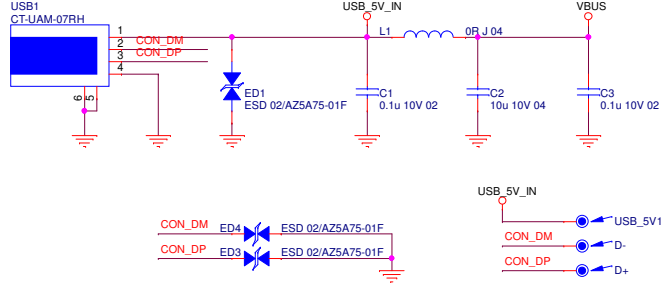 USB1
CT-UAM-07RH
1
2
3
4
6
5
CON_DM
CON_DP
USB_5V_IN
VBUS
L1
0R J 04
ED1
ESD 02/AZ5A75-01F
C1
0.1u 10V 02
C2
10u 10V 04
C3
0.1u 10V 02
CON_DM
ED4
ESD 02/AZ5A75-01F
CON_DP
ED3
ESD 02/AZ5A75-01F
USB_5V_IN
USB_5V1
CON_DM
D-
CON_DP
D+